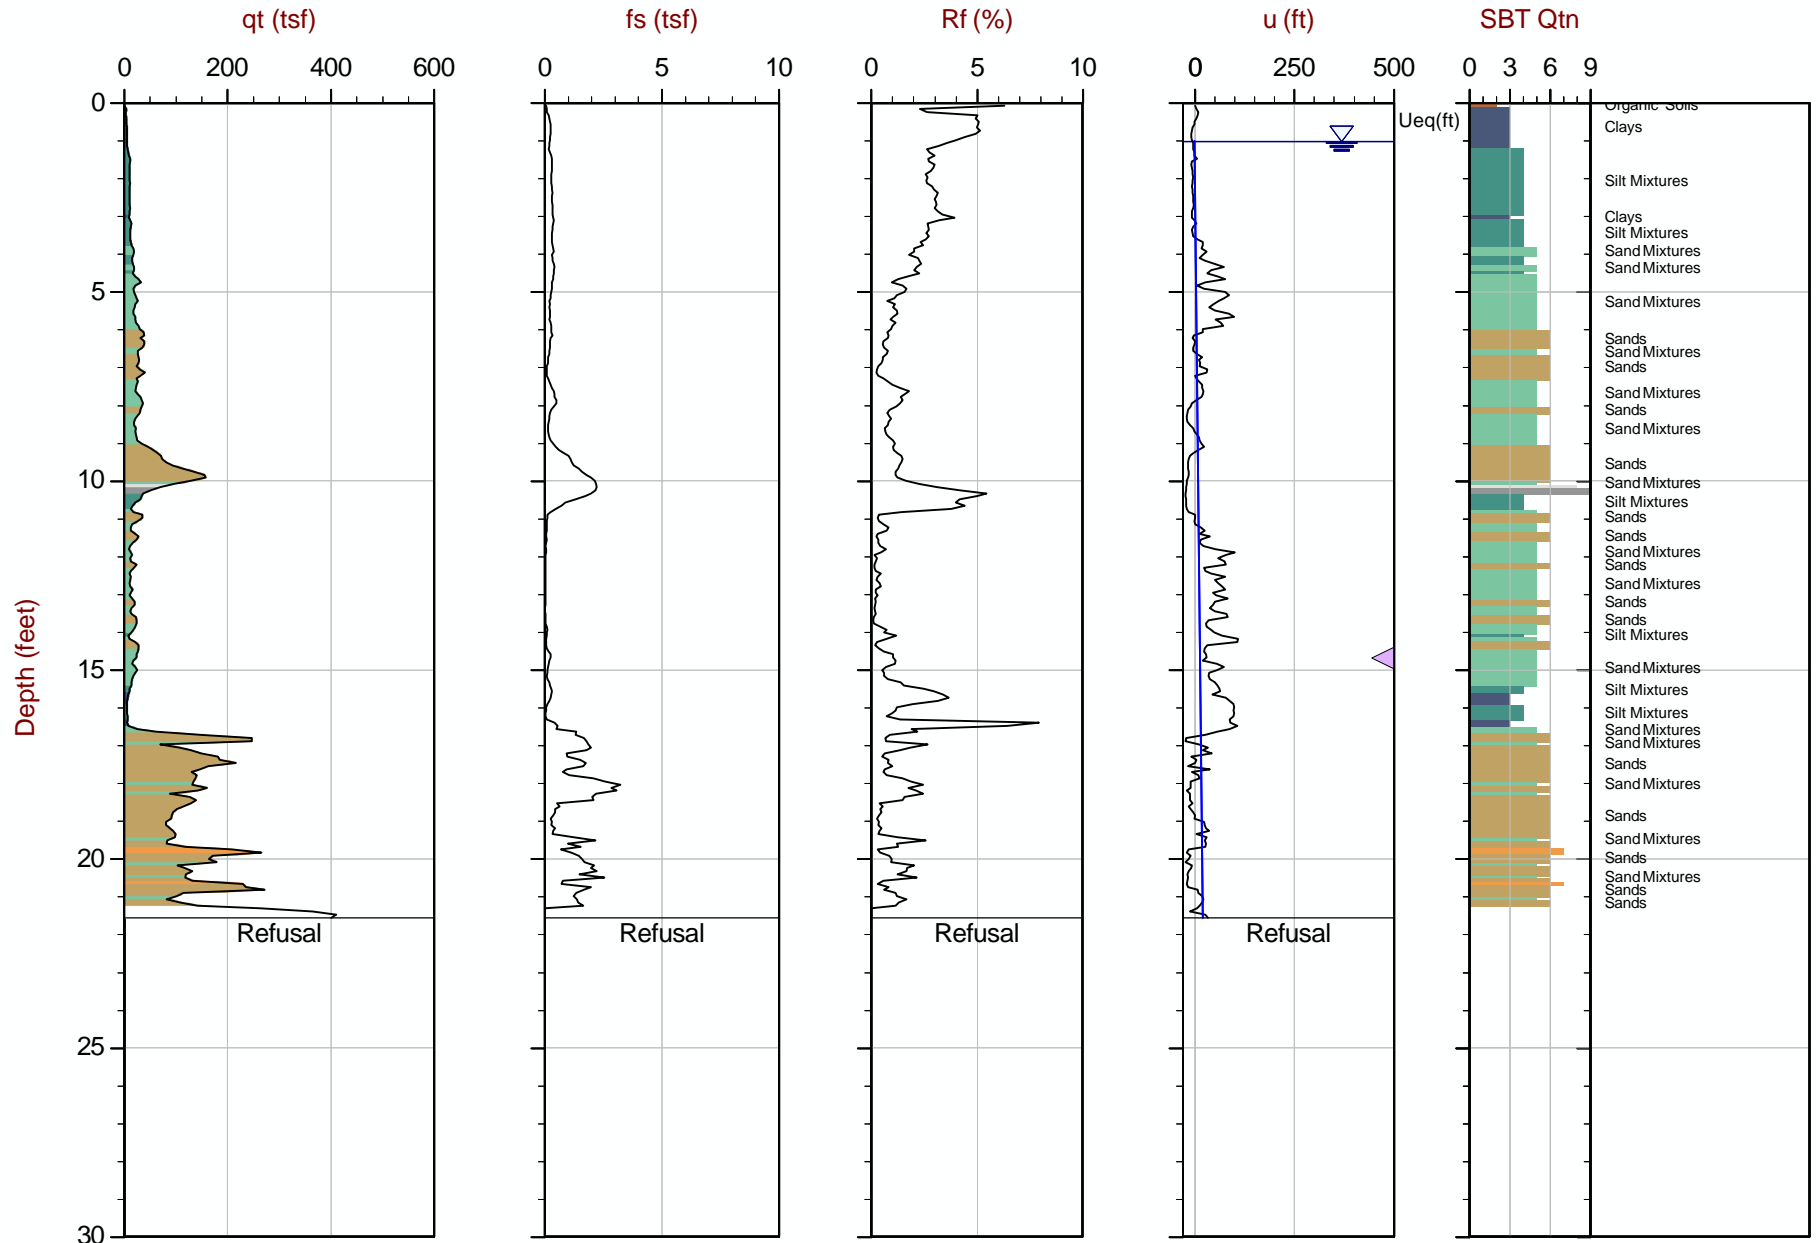 qt (tsf) fs (tsf) Rf (%) u (ft) SBT Qtn
0 200 400 600 0 5 10 0 5 10 0 250 500 0 3 6 9
0
5
10
15
20
25
30
Depth (feet)
Ueq(ft)
Organic Soils
Clays
Silt Mixtures
Clays
Silt Mixtures
Sand Mixtures
Sand Mixtures
Sand Mixtures
Sands
Sand Mixtures
Sands
Sand Mixtures
Sands
Sand Mixtures
Sands
Sand Mixtures
Silt Mixtures
Sands
Sands
Sand Mixtures
Sands
Sand Mixtures
Sands
Sands
Silt Mixtures
Sand Mixtures
Silt Mixtures
Silt Mixtures
Sand Mixtures
Sand Mixtures
Sands
Sand Mixtures
Sands
Sand Mixtures
Sands
Sand Mixtures
Sands
Sands
Refusal Refusal Refusal Refusal